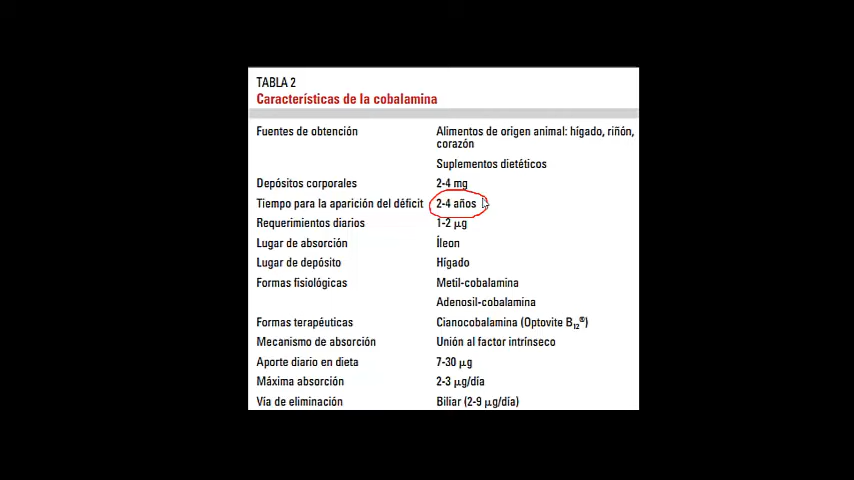 TABLA 2
Características de la cobalamina
Fuentes de obtención Alimentos de origen animal: hígado, riñón,
corazón
Suplementos dietéticos
Depósitos corporales 2-4 mg
Tiempo para la aparición del déficit 2-4 años
Requerimientos diarios 1-2 μg
Lugar de absorción Íleon
Lugar de depósito Hígado
Formas fisiológicas Metil-cobalamina
Adenosil-cobalamina
Formas terapéuticas Cianocobalamina (Optovite B12®)
Mecanismo de absorción Unión al factor intrínseco
Aporte diario en dieta 7-30 μg
Máxima absorción 2-3 μg/día
Vía de eliminación Biliar (2-9 μg/día)